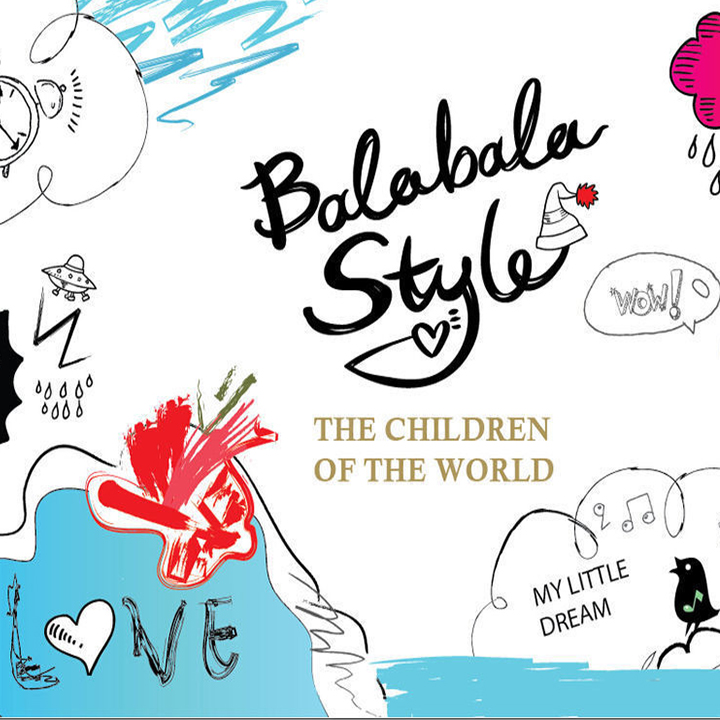 Balabala
Style
WOW!
THE CHILDREN
OF THE WORLD
MY LITTLE
DREAM
LOVE